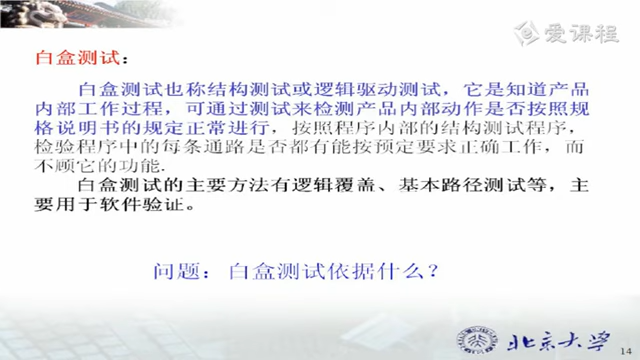 爱课程
白盒测试：
白盒测试也称结构测试或逻辑驱动测试，它是知道产品
内部工作过程，可通过测试来检测产品内部动作是否按照规
格说明书的规定正常进行，按照程序内部的结构测试程序，
检验程序中的每条通路是否都有能按预定要求正确工作，而
不顾它的功能.
白盒测试的主要方法有逻辑覆盖、基本路径测试等，主
要用于软件验证。
问题：白盒测试依据什么？
北京大学
14